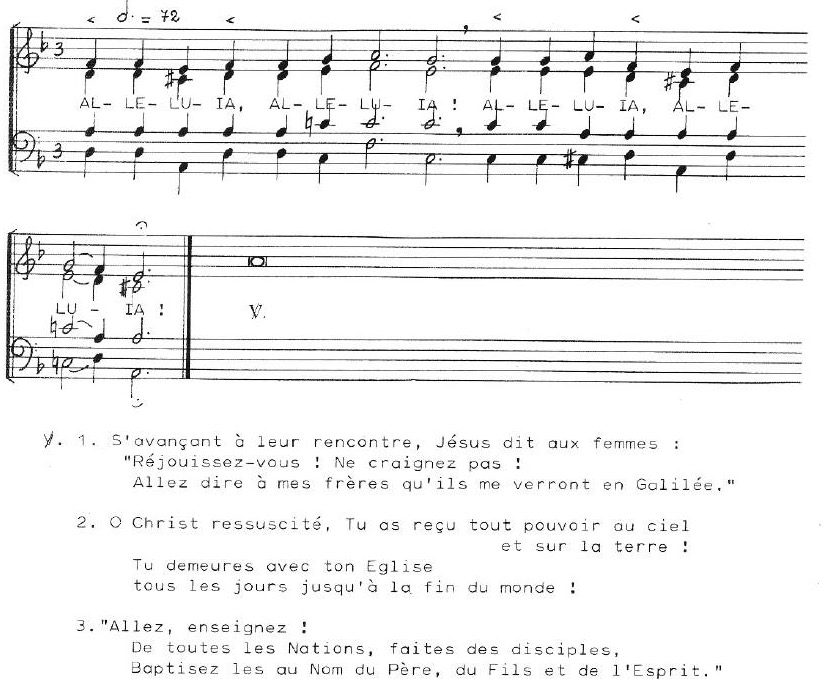 𝅗𝅥. = 72
AL- LE- LU- IA, AL- LE- LU- IA ! AL- LE- LU- IA, AL- LE-
LU - IA ! ℣.
℣. 1. S'avançant à leur rencontre, Jésus dit aux femmes :
"Réjouissez-vous ! Ne craignez pas !
Allez dire à mes frères qu'ils me verront en Galilée."
2. O Christ ressuscité, Tu as reçu tout pouvoir au ciel
et sur la terre !
Tu demeures avec ton Eglise
tous les jours jusqu'à la fin du monde !
3."Allez, enseignez !
De toutes les Nations, faites des disciples,
Baptisez les au Nom du Père, du Fils et de l'Esprit."